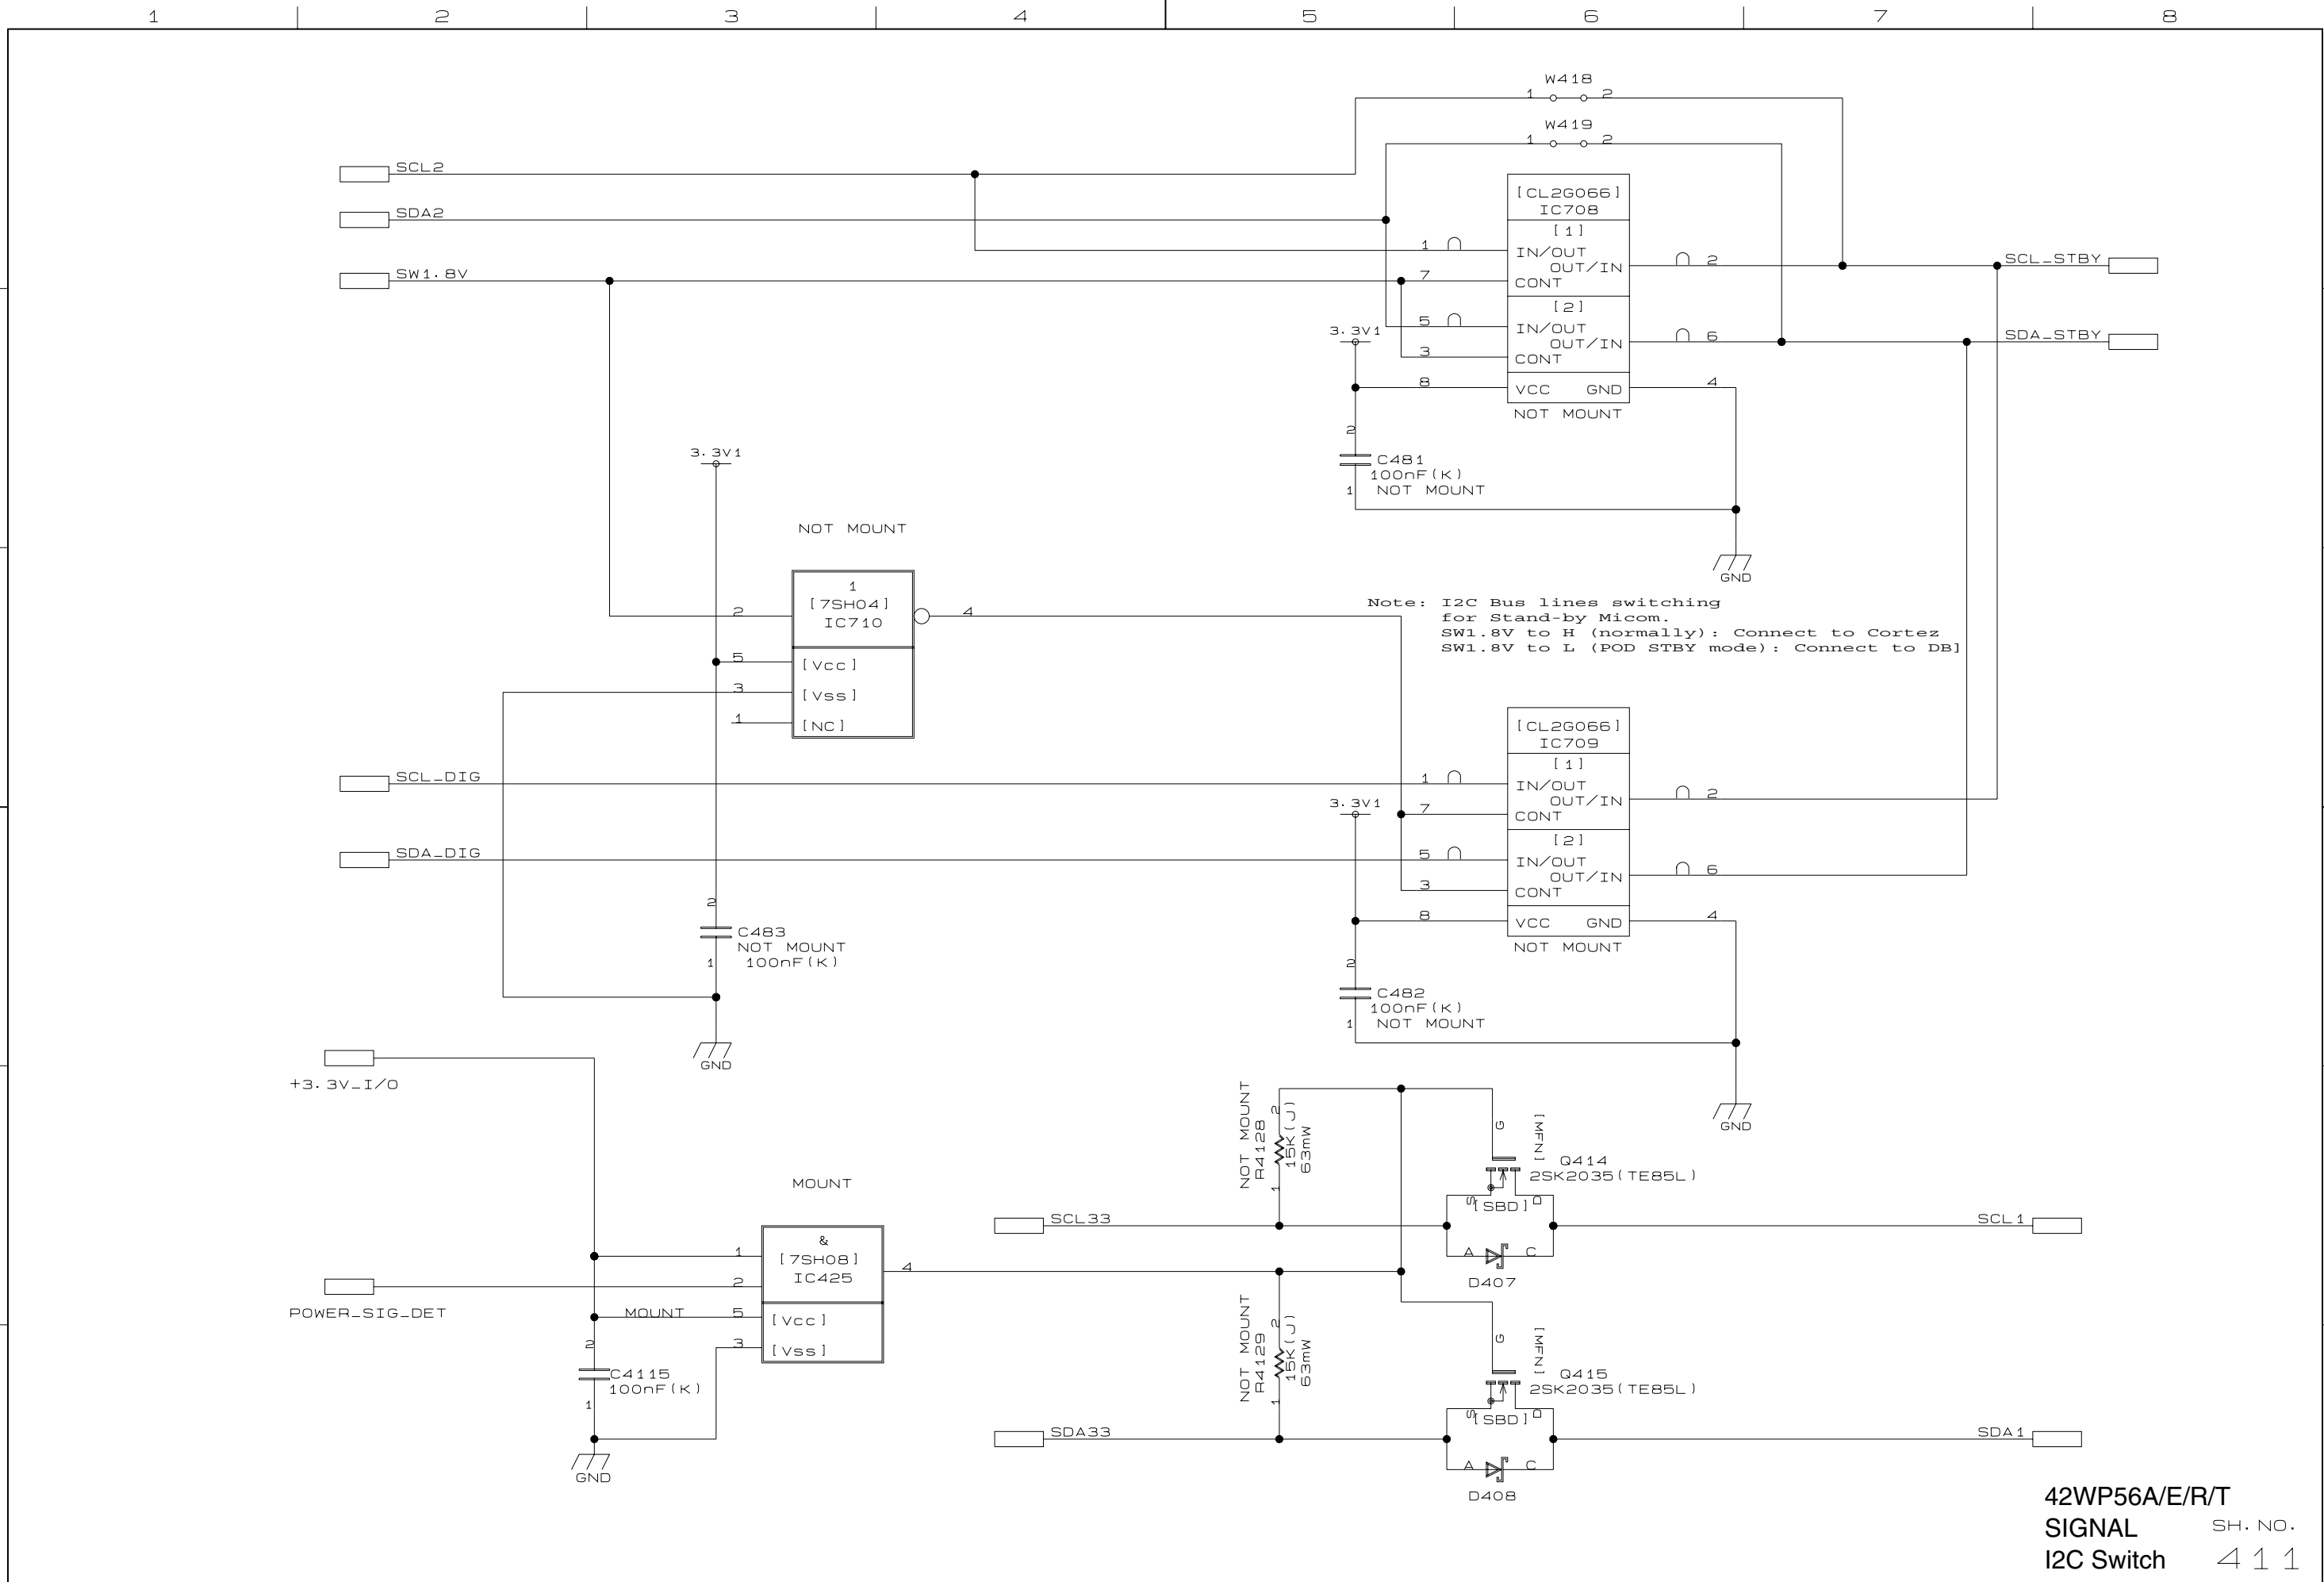 1 2 3 4 5 6 7 8
W418
1 2
W419
1 2
SCL2
SDA2
SW1.8V
[CL2G066]
IC708
[1]
1 IN/OUT
OUT/IN 2
7 CONT
[2]
5 IN/OUT
OUT/IN 6
3 CONT
8 VCC GND 4
NOT MOUNT
SCL_STBY
SDA_STBY
3.3V1
2
C481
100nF(K)
1 NOT MOUNT
GND
3.3V1
NOT MOUNT
1
[7SH04]
IC710
2 4
5 [Vcc]
3 [Vss]
1 [NC]
Note: I2C Bus lines switching
for Stand-by Micom.
SW1.8V to H (normally): Connect to Cortez
SW1.8V to L (POD STBY mode): Connect to DB]
SCL_DIG
SDA_DIG
[CL2G066]
IC709
[1]
1 IN/OUT
OUT/IN 2
7 CONT
[2]
5 IN/OUT
OUT/IN 6
3 CONT
8 VCC GND 4
NOT MOUNT
3.3V1
2
C483
NOT MOUNT
1 100nF(K)
GND
2
C482
100nF(K)
1 NOT MOUNT
GND
+3.3V_I/O
POWER_SIG_DET
MOUNT
&
[7SH08]
IC425
1
2
4
MOUNT 5 [Vcc]
3 [Vss]
2
C4115
100nF(K)
1
GND
NOT MOUNT
R4128
15K(J)
63mW
2
1
G
[MFN]
Q414
2SK2035(TE85L)
S [SBD] D
SCL33
SCL1
A C
D407
NOT MOUNT
R4129
15K(J)
63mW
2
1
G
[MFN]
Q415
2SK2035(TE85L)
S [SBD] D
SDA33
SDA1
A C
D408
42WP56A/E/R/T
SIGNAL SH.NO.
I2C Switch 411